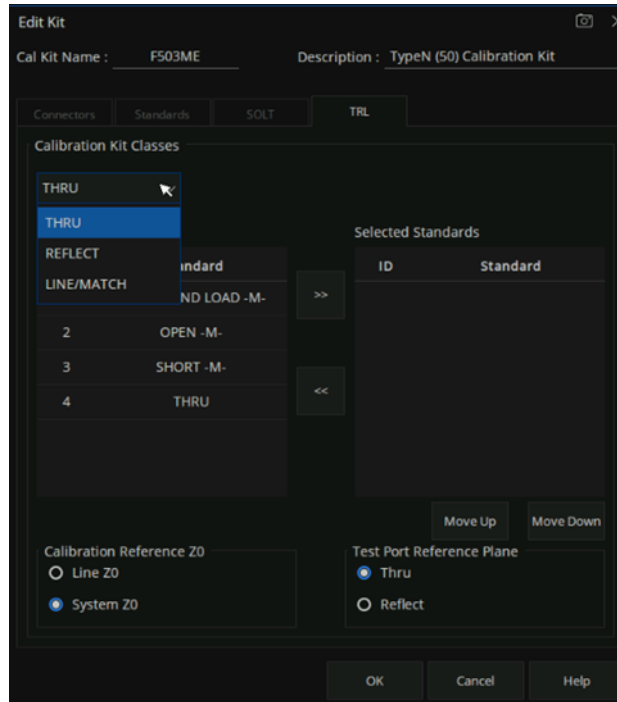 Edit Kit
Cal Kit Name : F503ME Description : TypeN (50) Calibration Kit
Connectors Standards SOLT TRL
Calibration Kit Classes
THRU
THRU
REFLECT
LINE/MATCH
Selected Standards
ndard ID Standard
ND LOAD -M- >>
2 OPEN -M-
3 SHORT -M-
4 THRU
<<
Move Up Move Down
Calibration Reference Z0 Test Port Reference Plane
Line Z0 Thru
System Z0 Reflect
OK Cancel Help